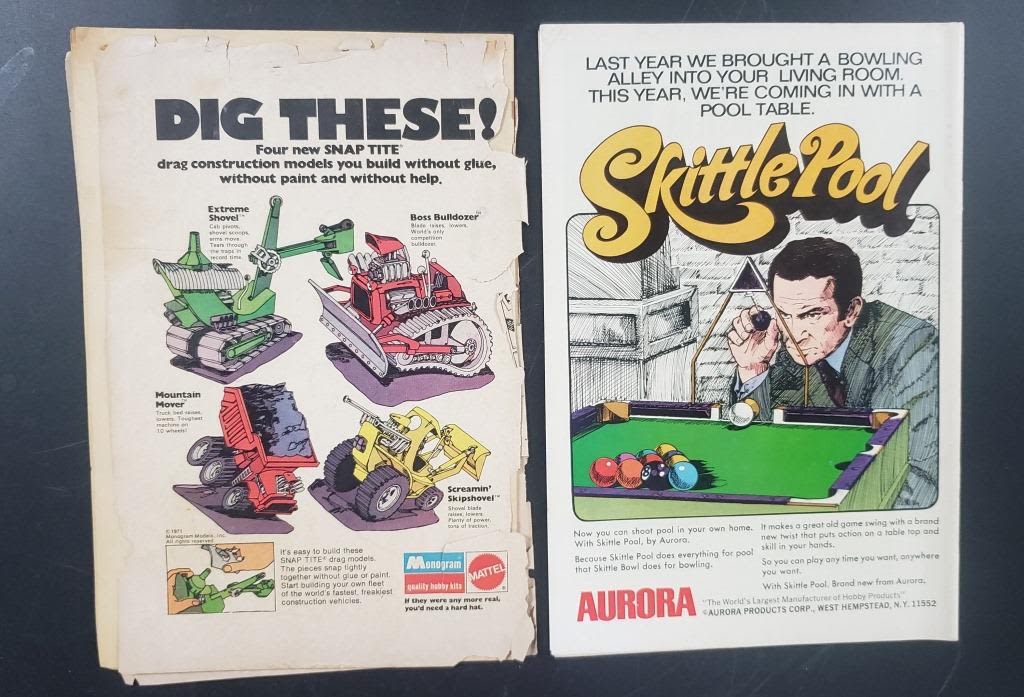 DIG THESE!
Four new SNAP TITE®
drag construction models you build without glue,
without paint and without help.
Extreme
Shovel™
Cab pivots,
shovel scoops,
arms move.
Tears through
the traps in
record time.
Boss Bulldozer™
Blade raises, lowers.
World's only
competition
bulldozer.
Mountain
Mover™
Truck bed raises,
lowers. Toughest
machine on
10 wheels!
Screamin'
Skipshovel™
Shovel blade
raises, lowers.
Plenty of power,
tons of traction.
©1971
Monogram Models, Inc.
All rights reserved.
It's easy to build these
SNAP TITE® drag models.
The pieces snap tightly
together without glue or paint.
Start building your own fleet
of the world's fastest, freakiest
construction vehicles.
Monogram
quality hobby kits
MATTEL
If they were any more real,
you'd need a hard hat.
LAST YEAR WE BROUGHT A BOWLING
ALLEY INTO YOUR LIVING ROOM.
THIS YEAR, WE'RE COMING IN WITH A
POOL TABLE.
Skittle Pool
Now you can shoot pool in your own home.
With Skittle Pool, by Aurora.
Because Skittle Pool does everything for pool
that Skittle Bowl does for bowling.
It makes a great old game swing with a brand
new twist that puts action on a table top and
skill in your hands.
So you can play any time you want, anywhere
you want.
With Skittle Pool. Brand new from Aurora.
AURORA
"The World's Largest Manufacturer of Hobby Products"
©AURORA PRODUCTS CORP., WEST HEMPSTEAD, N.Y. 11552